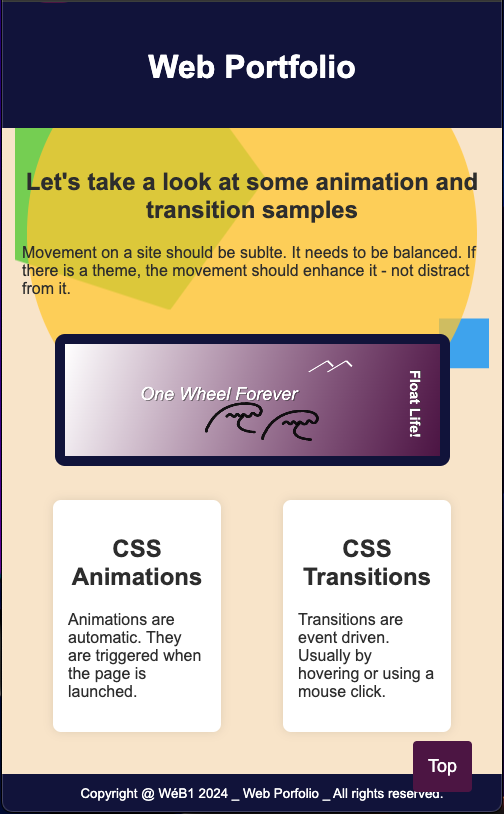 Web Portfolio
Let's take a look at some animation and
transition samples
Movement on a site should be sublte. It needs to be balanced. If
there is a theme, the movement should enhance it - not distract
from it.
One Wheel Forever
Float Life!
CSS
Animations
Animations are
automatic. They
are triggered when
the page is
launched.
CSS
Transitions
Transitions are
event driven.
Usually by
hovering or using a
mouse click.
Top
Copyright @ WéB1 2024 _ Web Porfolio _ All rights reserved.